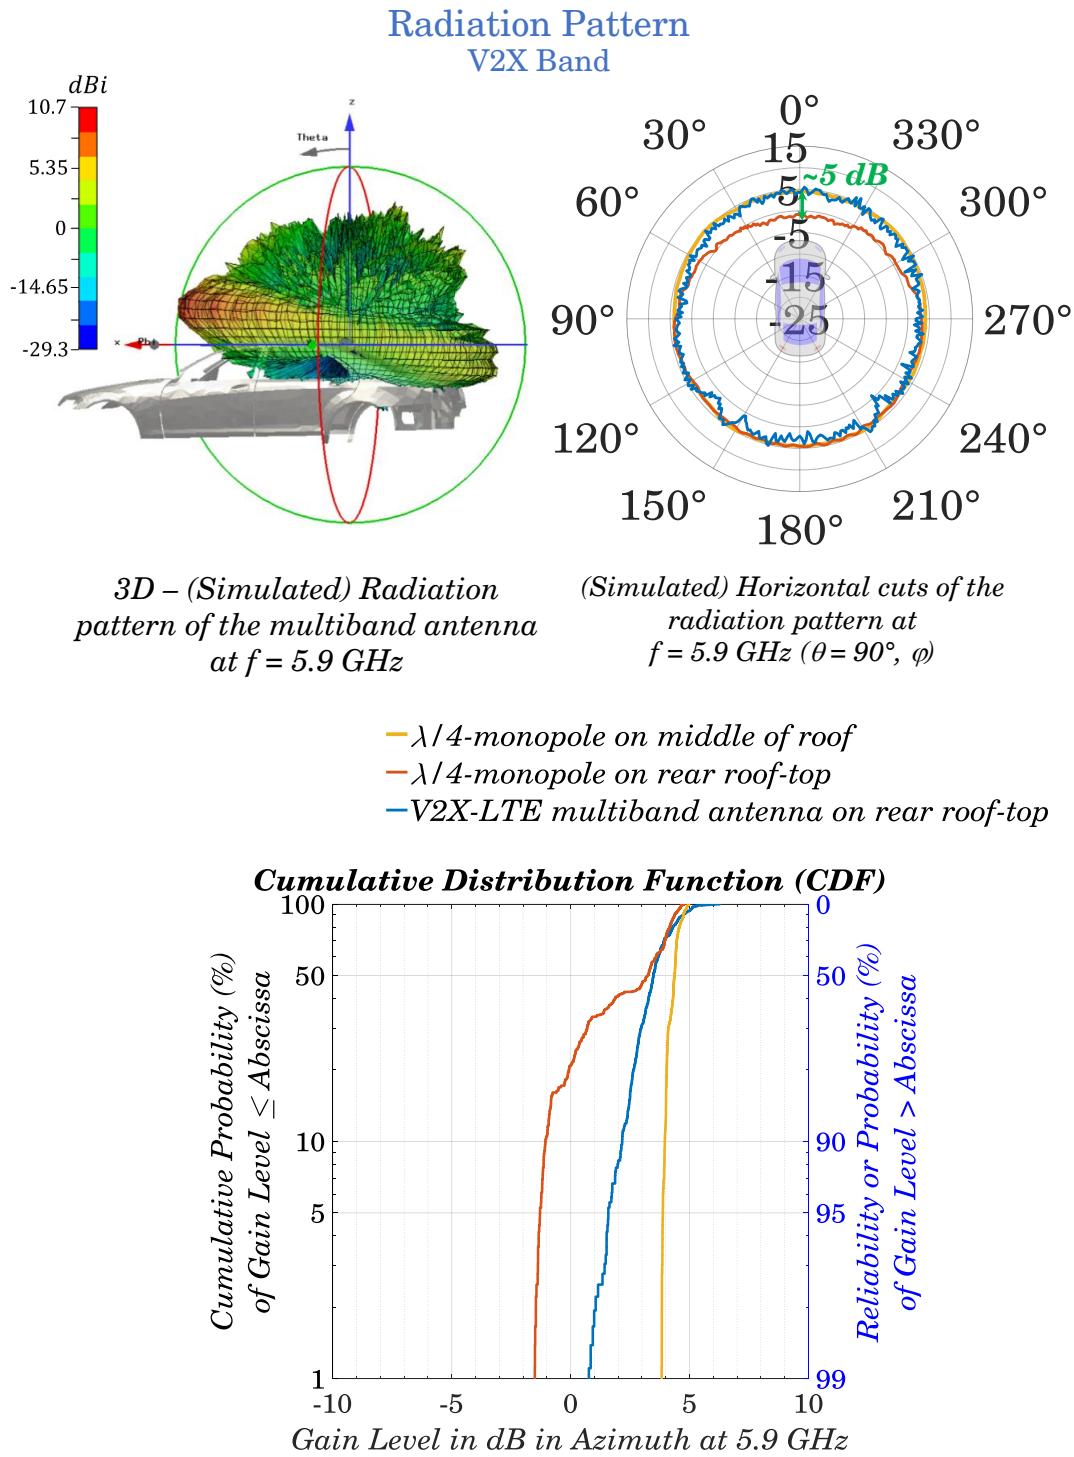 Radiation Pattern
V2X Band
dBi
10.7
5.35
0
-14.65
-29.3
z
Theta
x
Phi
0°
30°
330°
15
~5 dB
5
60°
300°
-5
-15
90°
-25
270°
120°
240°
150°
210°
180°
3D – (Simulated) Radiation
pattern of the multiband antenna
at f = 5.9 GHz
(Simulated) Horizontal cuts of the
radiation pattern at
f = 5.9 GHz (θ = 90°, φ)
λ/4-monopole on middle of roof
λ/4-monopole on rear roof-top
V2X-LTE multiband antenna on rear roof-top
Cumulative Distribution Function (CDF)
Cumulative Probability (%)
of Gain Level ≤ Abscissa
100
50
10
5
1
0
50
90
95
99
Reliability or Probability (%)
of Gain Level > Abscissa
-10
-5
0
5
10
Gain Level in dB in Azimuth at 5.9 GHz